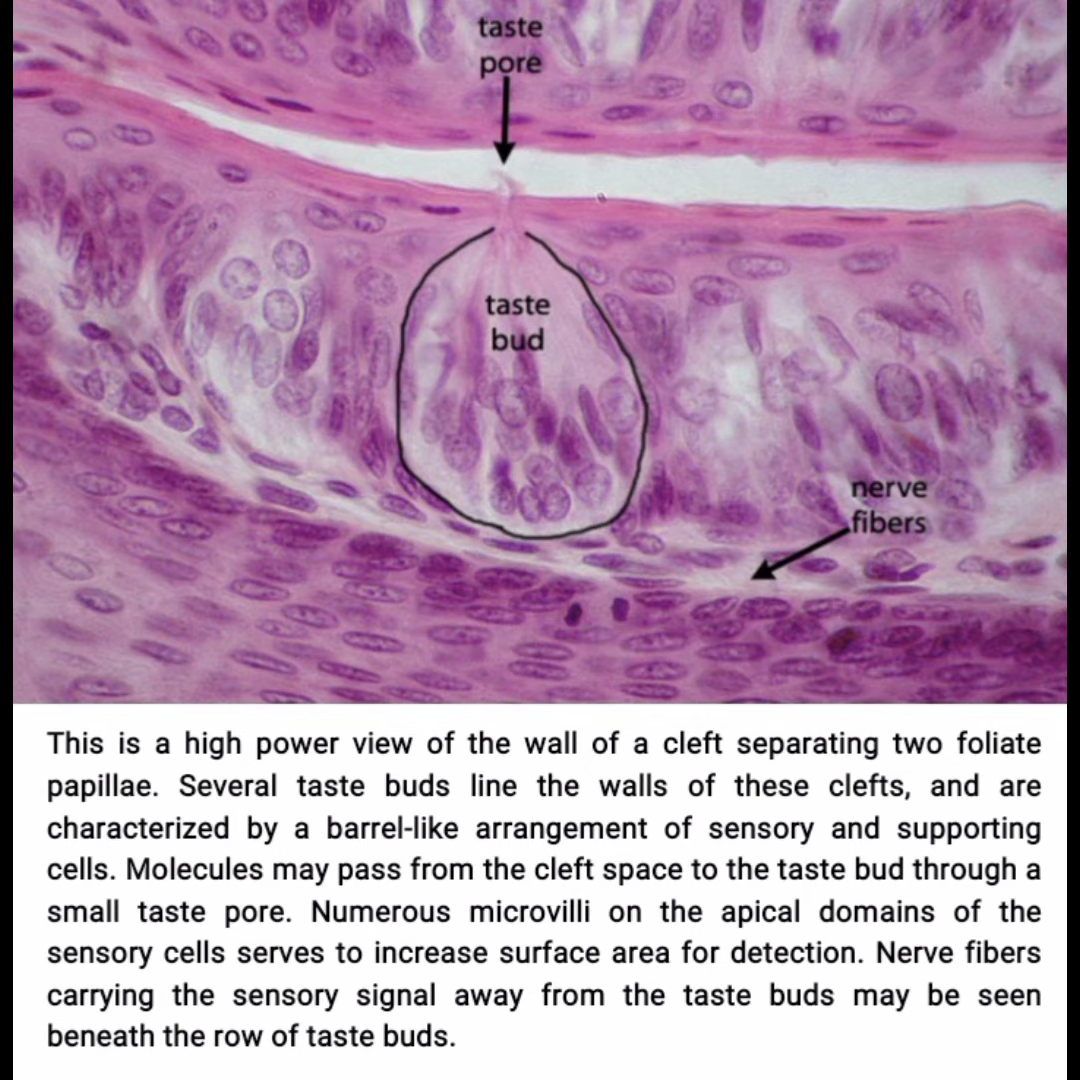 taste
pore
taste
bud
nerve
fibers
This is a high power view of the wall of a cleft separating two foliate
papillae. Several taste buds line the walls of these clefts, and are
characterized by a barrel-like arrangement of sensory and supporting
cells. Molecules may pass from the cleft space to the taste bud through a
small taste pore. Numerous microvilli on the apical domains of the
sensory cells serves to increase surface area for detection. Nerve fibers
carrying the sensory signal away from the taste buds may be seen
beneath the row of taste buds.